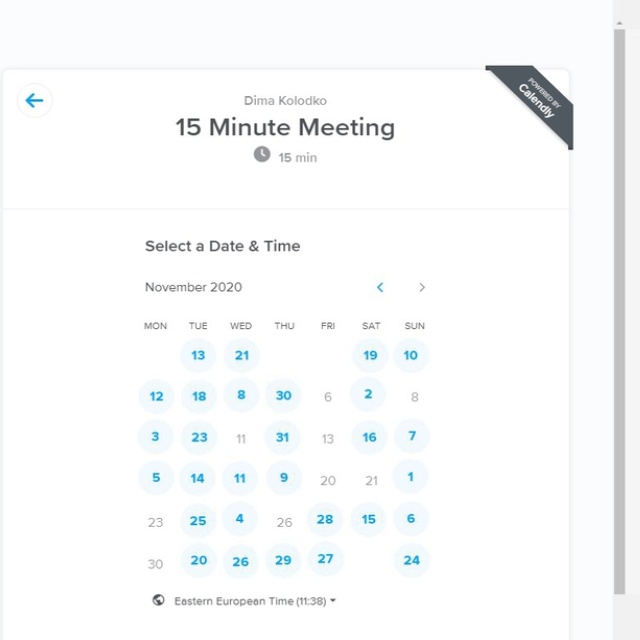 POWERED BY
Calendly
Dima Kolodko
15 Minute Meeting
15 min
Select a Date & Time
November 2020
MON TUE WED THU FRI SAT SUN
13 21 19 10
12 18 8 30 6 2 8
3 23 11 31 13 16 7
5 14 11 9 20 21 1
23 25 4 26 28 15 6
30 20 26 29 27 24
Eastern European Time (11:38)